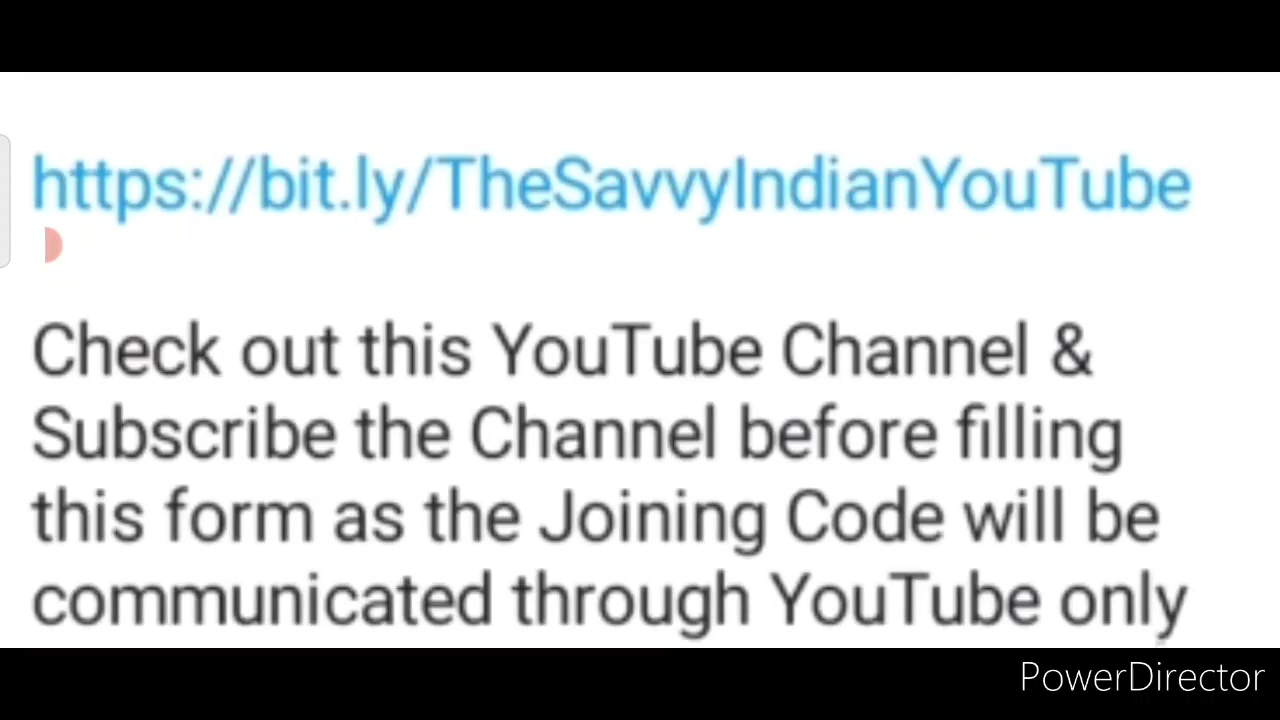 https://bit.ly/TheSavvyIndianYouTube
Check out this YouTube Channel &
Subscribe the Channel before filling
this form as the Joining Code will be
communicated through YouTube only
PowerDirector